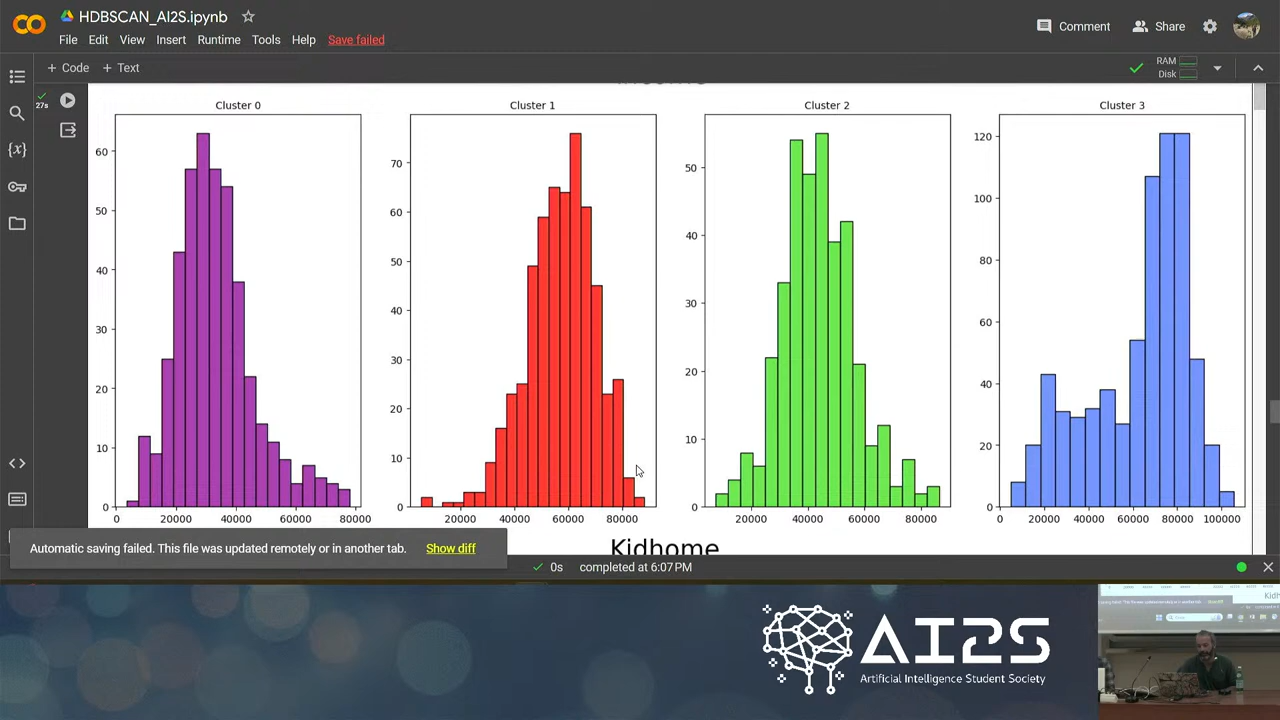 HDBSCAN_AI2S.ipynb
Comment
Share
File Edit View Insert Runtime Tools Help Save failed
+ Code + Text
RAM
Disk
27s
{x}
Cluster 0
Cluster 1
Cluster 2
Cluster 3
60
50
40
30
20
10
0
0 20000 40000 60000 80000
70
60
50
40
30
20
10
0
20000 40000 60000 80000
50
40
30
20
10
0
20000 40000 60000 80000
120
100
80
60
40
20
0
0 20000 40000 60000 80000 100000
Kidhome
Automatic saving failed. This file was updated remotely or in another tab. Show diff
0s completed at 6:07PM
AI2S
Artificial Intelligence Student Society